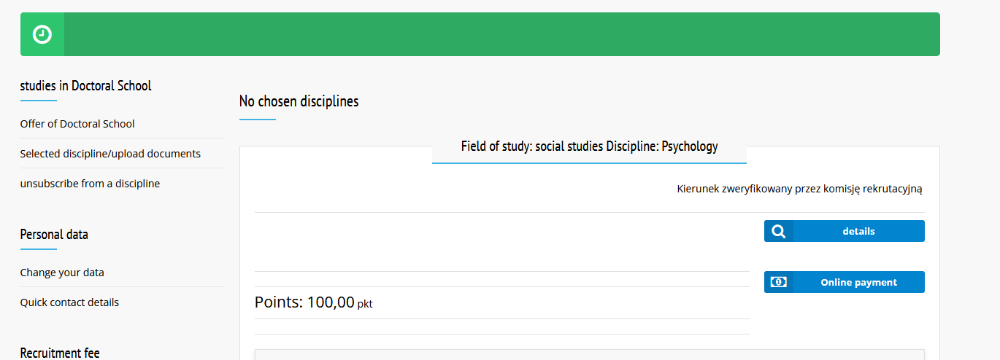 studies in Doctoral School
Offer of Doctoral School
Selected discipline/upload documents
unsubscribe from a discipline
Personal data
Change your data
Quick contact details
Recruitment fee
No chosen disciplines
Field of study: social studies Discipline: Psychology
Kierunek zweryfikowany przez komisję rekrutacyjną
details
Online payment
Points: 100,00 pkt